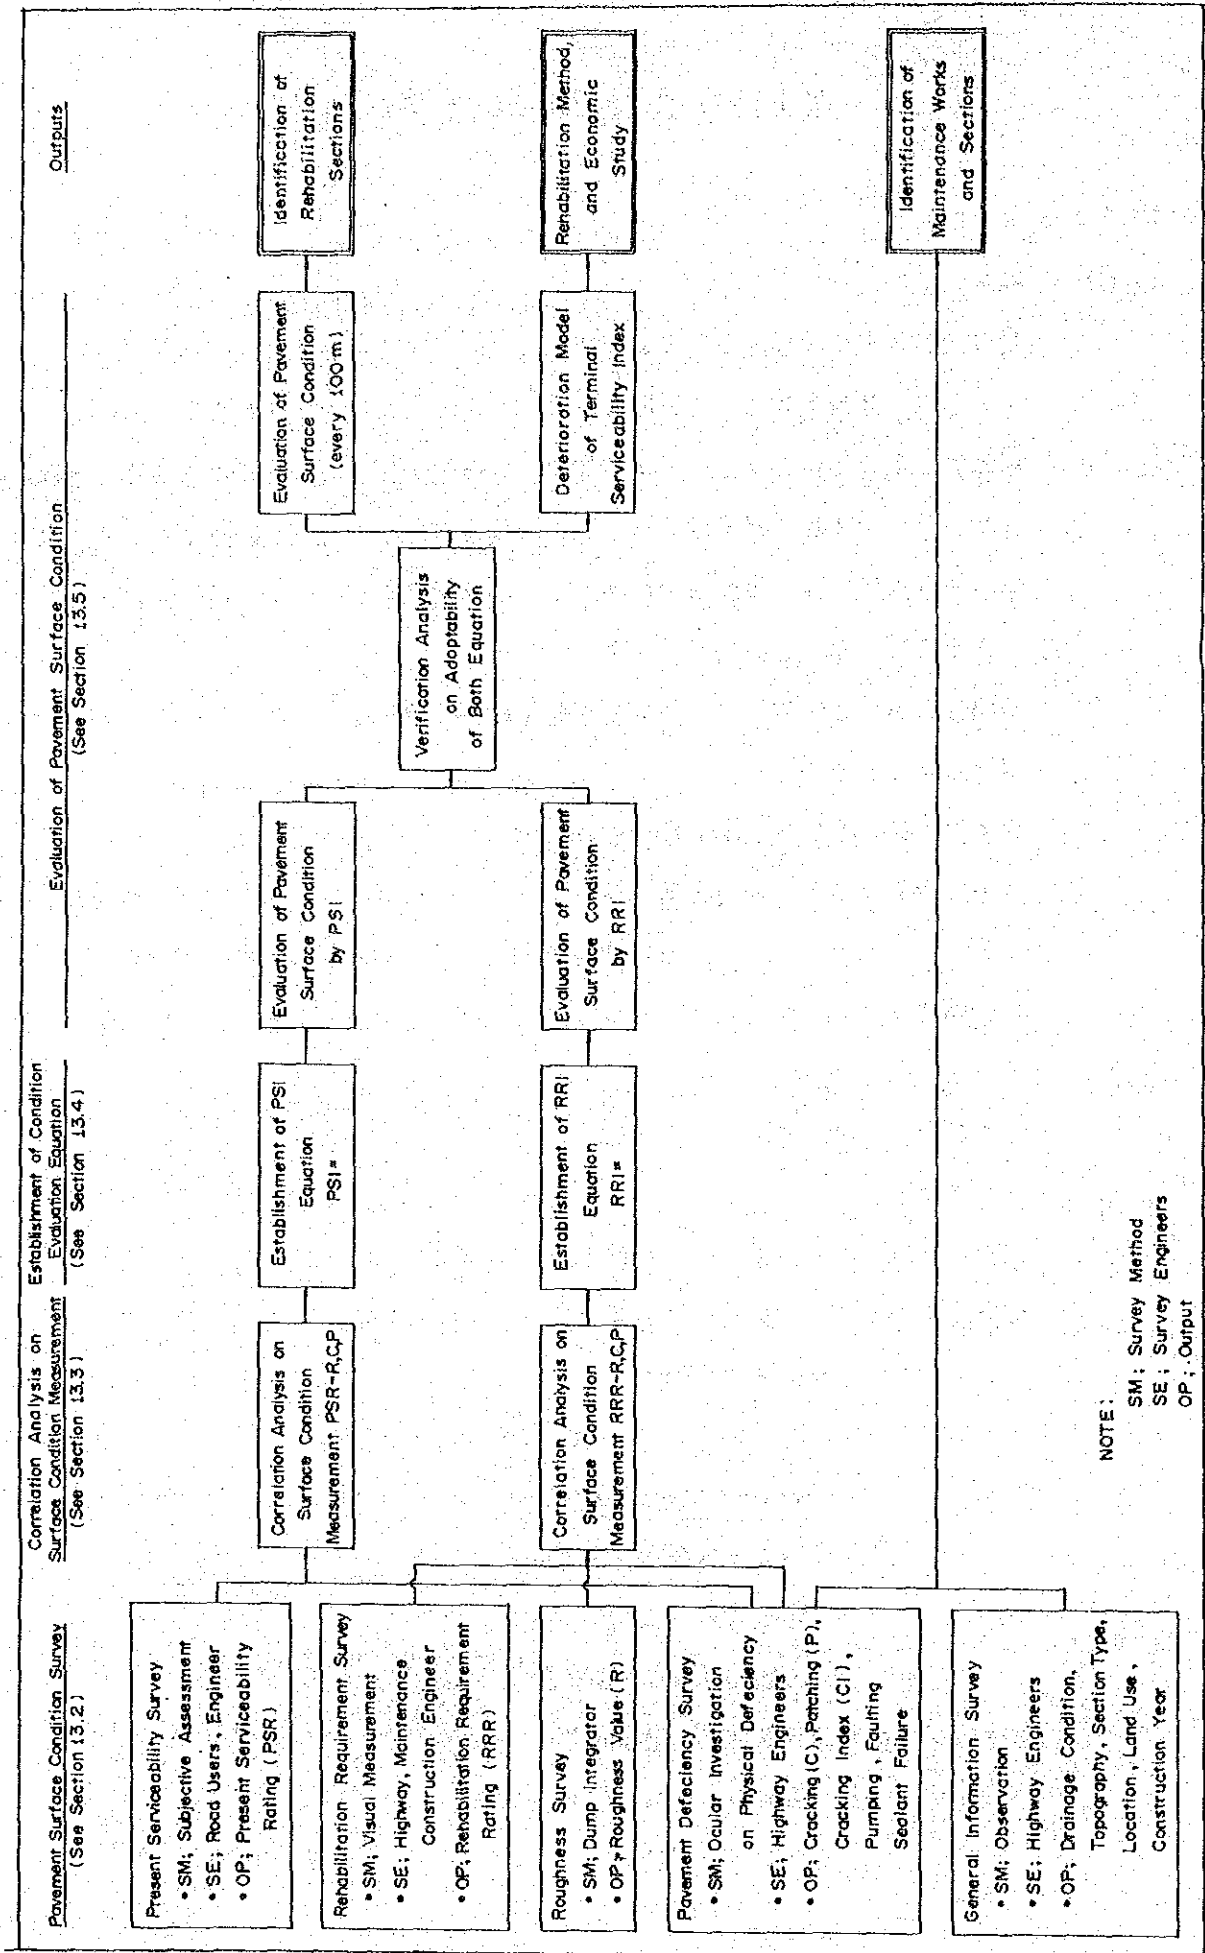 Pavement Surface Condition Survey
(See Section 13.2)
Correlation Analysis on
Surface Condition Measurement
(See Section 13.3)
Establishment of Condition
Evaluation Equation
(See Section 13.4)
Evaluation of Pavement Surface Condition
(See Section 13.5)
Outputs
Present Serviceability Survey
• SM; Subjective Assessment
• SE; Road Users, Engineer
• OP; Present Serviceability
Rating (PSR)
Rehabilitation Requirement Survey
• SM; Visual Measurement
• SE; Highway, Maintenance
Construction Engineer
• OP; Rehabilitation Requirement
Rating (RRR)
Roughness Survey
• SM; Dump Integrator
• OP; Roughness Value (R)
Pavement Defeciency Survey
• SM; Ocular Investigation
on Physical Defeciency
• SE; Highway Engineers
• OP; Cracking (C), Patching (P),
Cracking Index (CI),
Pumping, Faulting
Sealant Failure
General Information Survey
• SM; Observation
• SE; Highway Engineers
• OP; Drainage Condition,
Topography, Section Type,
Location, Land Use,
Construction Year
Correlation Analysis on
Surface Condition
Measurement PSR-R,C,P
Correlation Analysis on
Surface Condition
Measurement RRR-R,C,P
Establishment of PSI
Equation
PSI=
Establishment of RRI
Equation
RRI=
Evaluation of Pavement
Surface Condition
by PSI
Evaluation of Pavement
Surface Condition
by RRI
Verification Analysis
on Adoptability
of Both Equation
Evaluation of Pavement
Surface Condition
(every 100m)
Deterioration Model
of Terminal
Serviceability Index
Identification of
Rehabilitation
Sections
Rehabilitation Method,
and Economic
Study
Identification of
Maintenance Works
and Sections
NOTE:
SM; Survey Method
SE; Survey Engineers
OP; Output